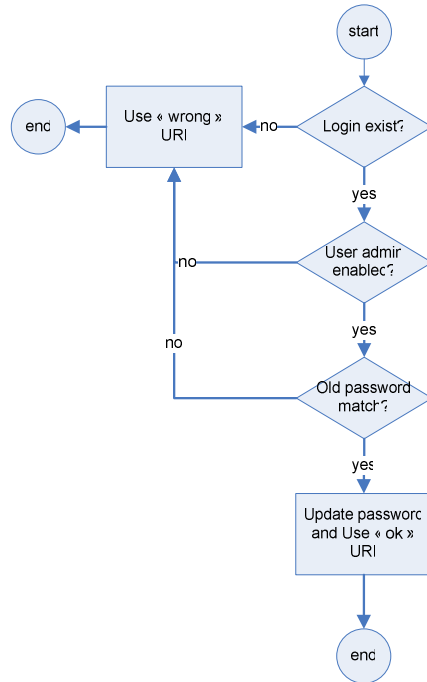 start
Use « wrong »
URI
end
no
Login exist?
yes
User admin
enabled?
no
yes
no
Old password
match?
yes
Update password
and Use « ok »
URI
end